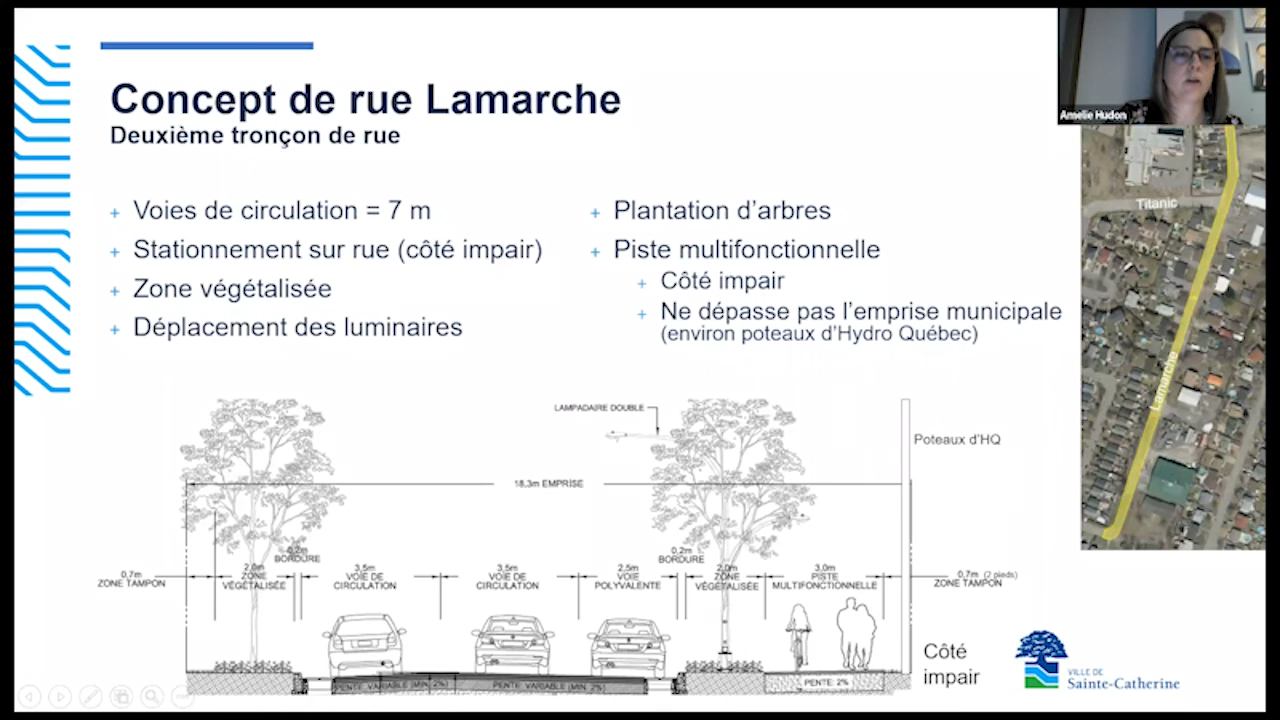 Concept de rue Lamarche
Deuxième tronçon de rue
+ Voies de circulation = 7 m
+ Stationnement sur rue (côté impair)
+ Zone végétalisée
+ Déplacement des luminaires
+ Plantation d'arbres
+ Piste multifonctionnelle
+ Côté impair
+ Ne dépasse pas l'emprise municipale
(environ poteaux d'Hydro Québec)
Amelie Hudon
Titanic
Lamarche
LAMPADAIRE DOUBLE
Poteaux d'HQ
18,3m EMPRISE
0,7m
ZONE TAMPON
2,0m
ZONE
VÉGÉTALISÉE
0,2m
BORDURE
3,5m
VOIE DE
CIRCULATION
3,5m
VOIE DE
CIRCULATION
2,5m
VOIE
POLYVALENTE
0,2m
BORDURE
2,0m
ZONE
VÉGÉTALISÉE
3,0m
PISTE
MULTIFONCTIONNELLE
0,7m (2 pieds)
ZONE TAMPON
PENTE VARIABLE (MIN. 2%)
PENTE VARIABLE (MIN. 2%)
PENTE: 2%
Côté
impair
VILLE DE
Sainte-Catherine